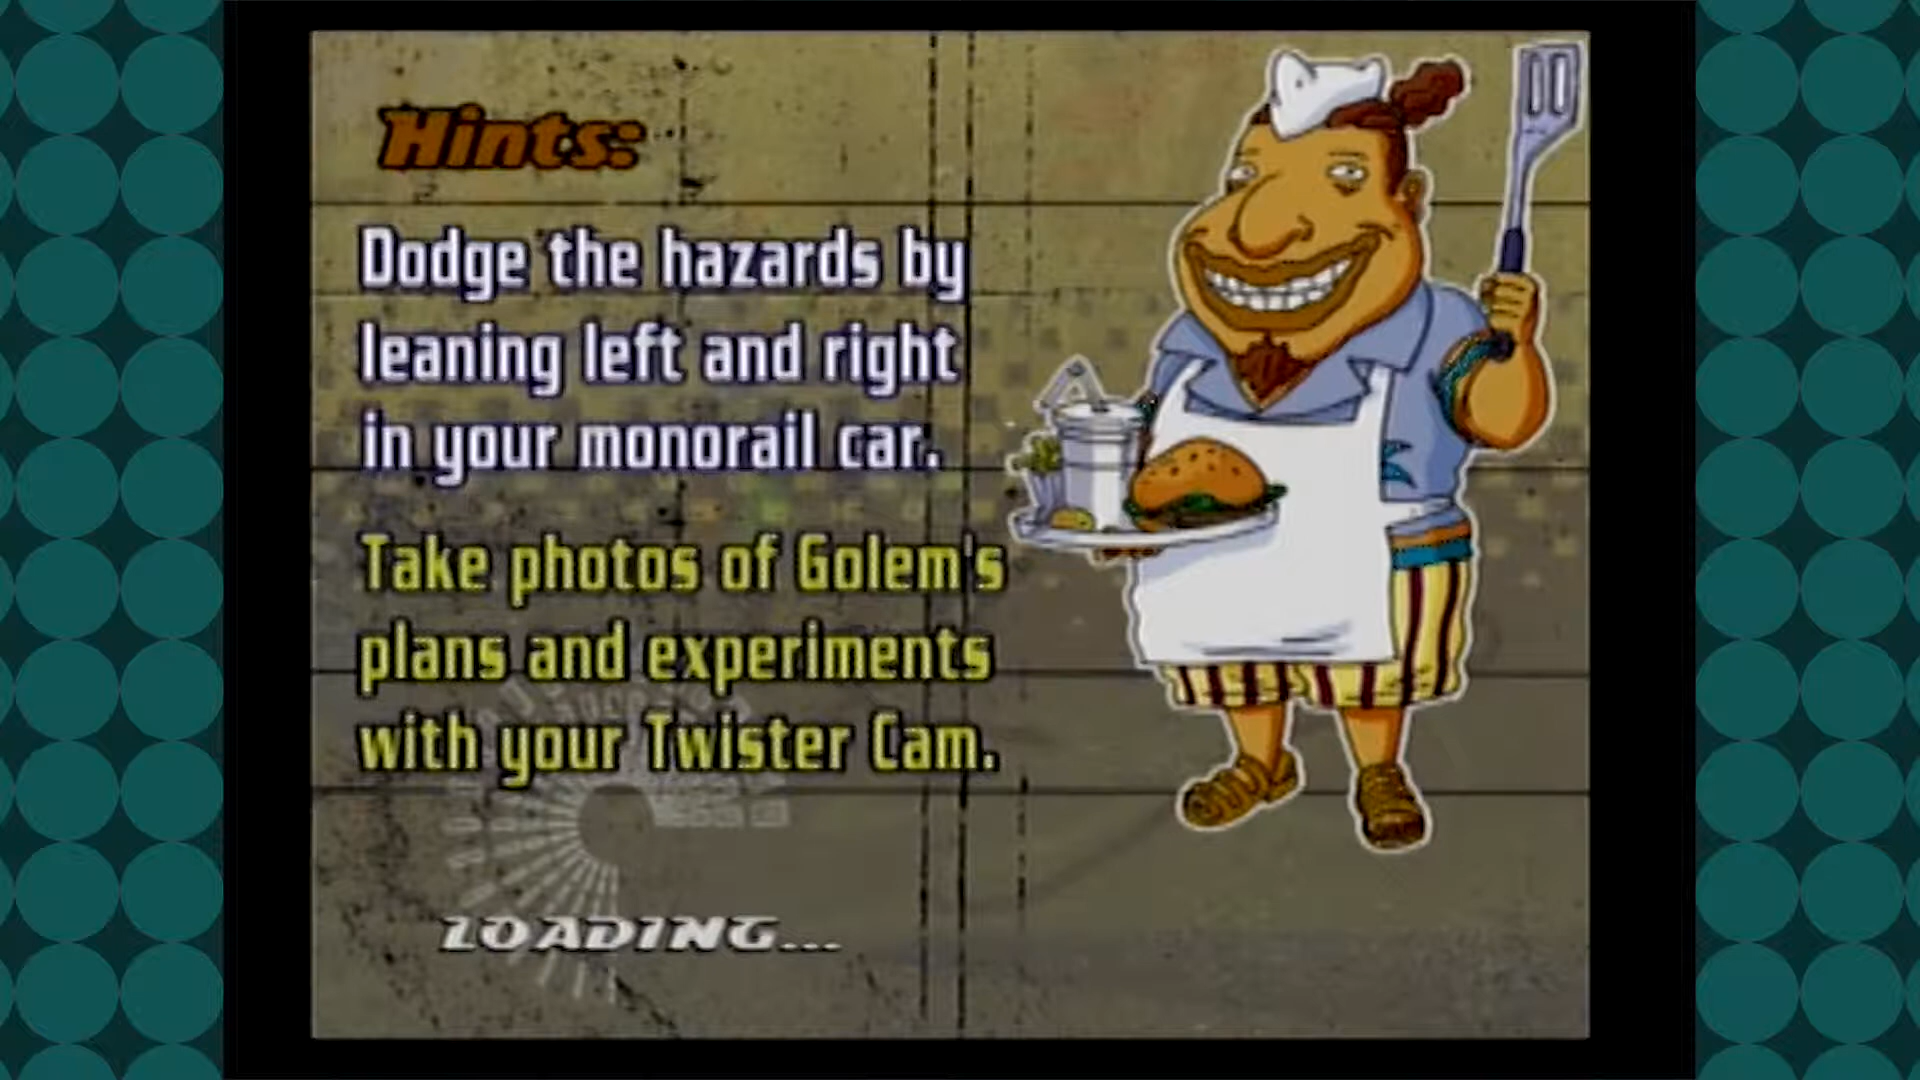 Hints:
Dodge the hazards by
leaning left and right
in your monorail car.
Take photos of Golem's
plans and experiments
with your Twister Cam.
LOADING...